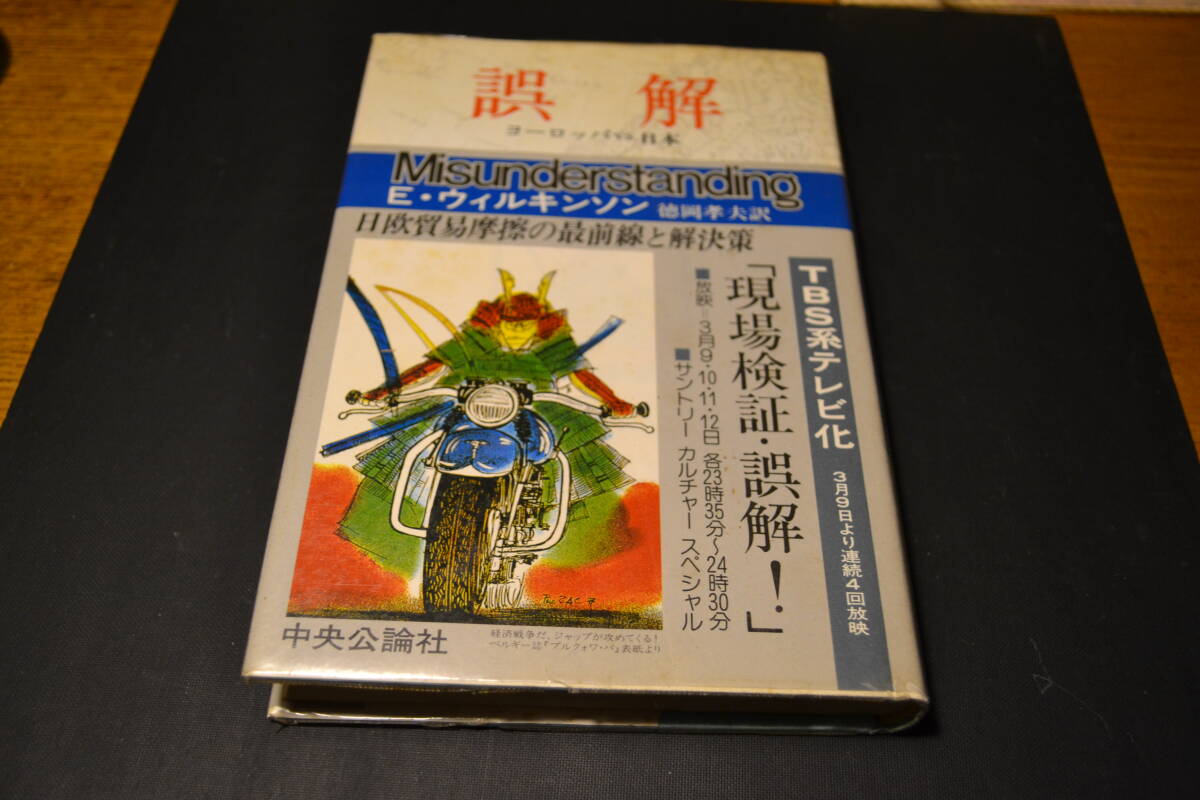 誤解
ヨーロッパvs.日本
Misunderstanding
E・ウィルキンソン 徳岡孝夫訳
日欧貿易摩擦の最前線と解決策
TBS系テレビ化 3月9日より連続4回放映
「現場検証・誤解!」
■放映=3月9・10・11・12日 各23時35分〜24時30分
■サントリー カルチャー スペシャル
中央公論社
経済戦争だ、ジャップが攻めてくる!
ベルギー誌『プルクォワ・パ』表紙より